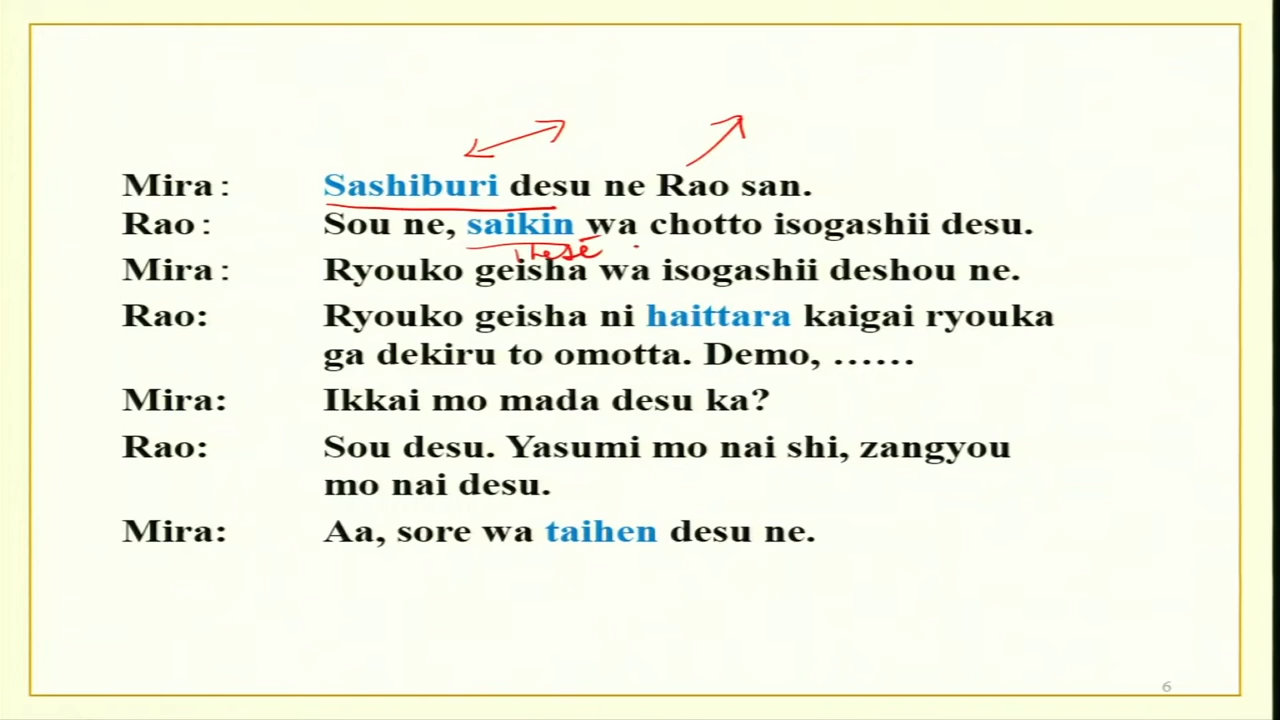 Mira: Sashiburi desu ne Rao san.
Rao: Sou ne, saikin wa chotto isogashii desu.
these
Mira: Ryouko geisha wa isogashii deshou ne.
Rao: Ryouko geisha ni haittara kaigai ryouka
ga dekiru to omotta. Demo, ......
Mira: Ikkai mo mada desu ka?
Rao: Sou desu. Yasumi mo nai shi, zangyou
mo nai desu.
Mira: Aa, sore wa taihen desu ne.
6